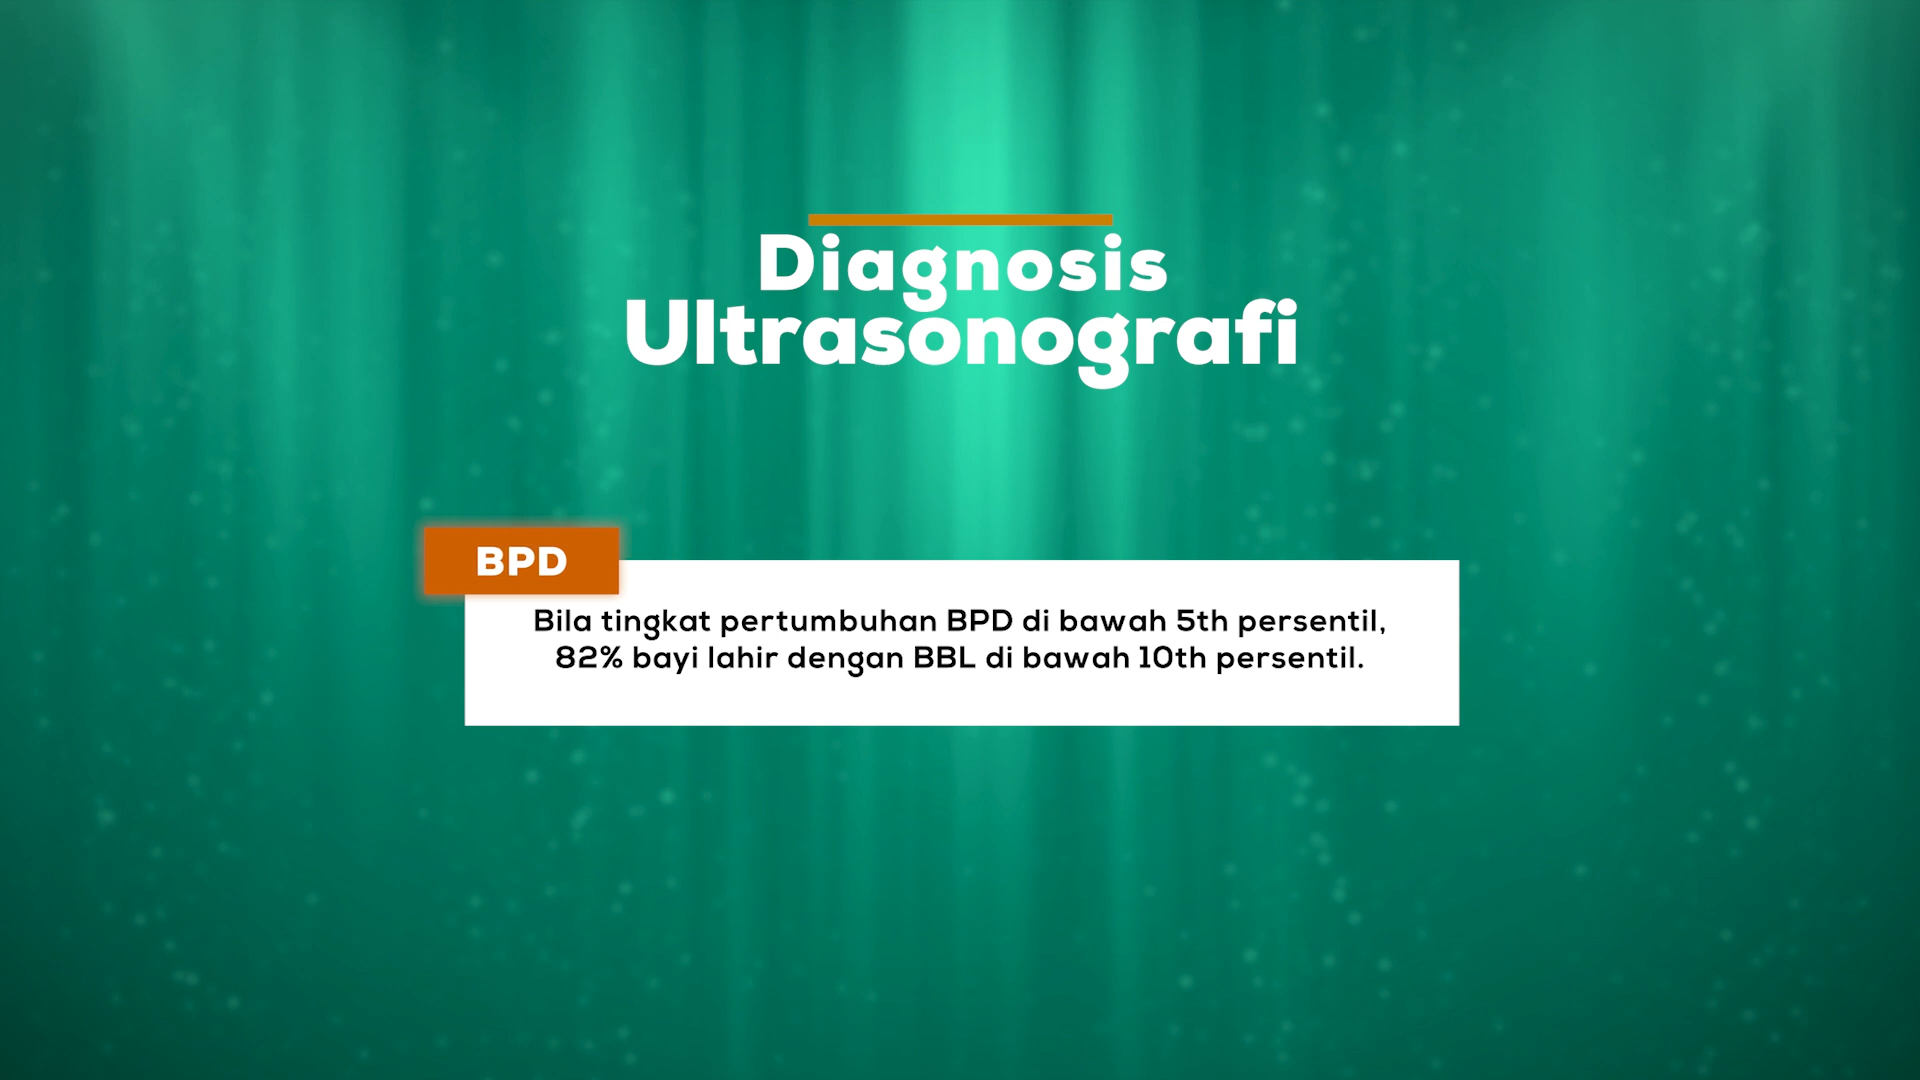 Diagnosis
Ultrasonografi
BPD
Bila tingkat pertumbuhan BPD di bawah 5th persentil,
82% bayi lahir dengan BBL di bawah 10th persentil.